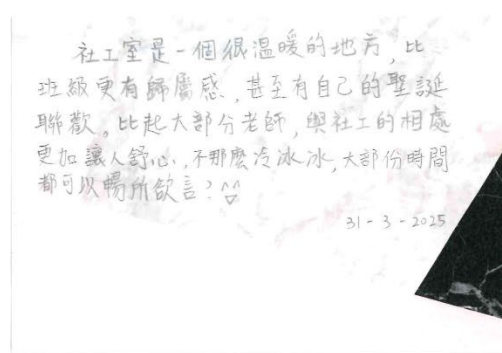 社工室是一個很溫暖的地方，比
班級更有歸屬感，甚至有自己的聖誕
聯歡。比起大部分老師，與社工的相處
更加讓人舒心，不那麼冷冰冰，大部份時間
都可以暢所欲言？^^
31-3-2025